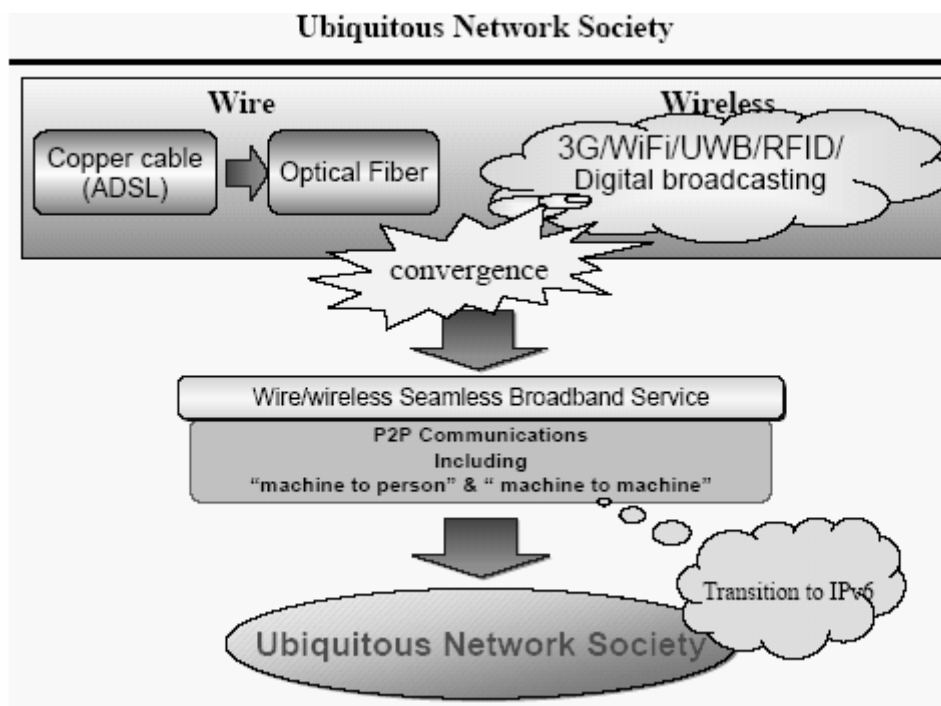 Ubiquitous Network Society
Wire
Wireless
Copper cable
(ADSL)
Optical Fiber
3G/WiFi/UWB/RFID/
Digital broadcasting
convergence
Wire/wireless Seamless Broadband Service
P2P Communications
Including
“machine to person” & “ machine to machine”
Transition to IPv6
Ubiquitous Network Society